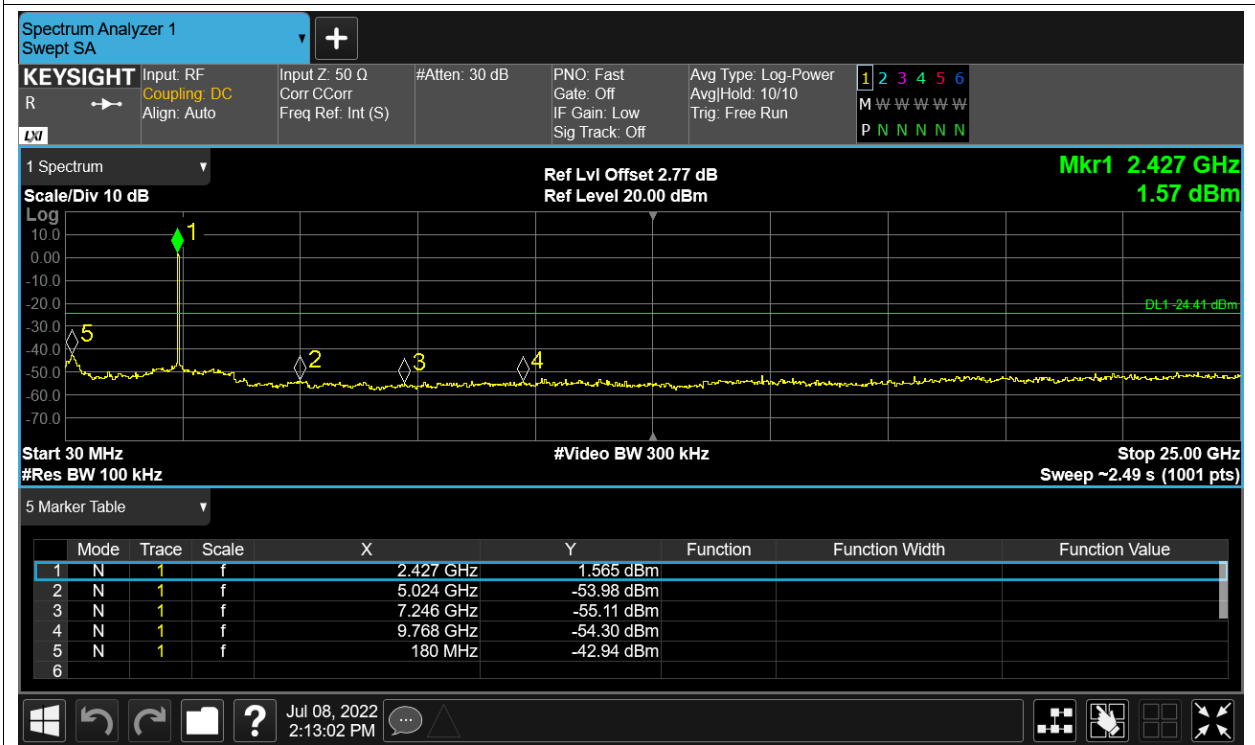 Spectrum Analyzer 1
Swept SA
KEYSIGHT
R
LXI
Input: RF
Coupling: DC
Align: Auto
Input Z: 50 Ω
Corr CCorr
Freq Ref: Int (S)
#Atten: 30 dB
PNO: Fast
Gate: Off
IF Gain: Low
Sig Track: Off
Avg Type: Log-Power
Avg|Hold: 10/10
Trig: Free Run
1 2 3 4 5 6
M W W W W W
P N N N N N
1 Spectrum
Scale/Div 10 dB
Ref Lvl Offset 2.77 dB
Ref Level 20.00 dBm
Mkr1 2.427 GHz
1.57 dBm
Log
10.0
0.00
-10.0
-20.0
-30.0
-40.0
-50.0
-60.0
-70.0
1
2
3
4
5
DL1 -24.41 dBm
Start 30 MHz
#Res BW 100 kHz
#Video BW 300 kHz
Stop 25.00 GHz
Sweep ~2.49 s (1001 pts)
5 Marker Table
Mode Trace Scale X Y Function Function Width Function Value
1 N 1 f 2.427 GHz 1.565 dBm
2 N 1 f 5.024 GHz -53.98 dBm
3 N 1 f 7.246 GHz -55.11 dBm
4 N 1 f 9.768 GHz -54.30 dBm
5 N 1 f 180 MHz -42.94 dBm
6
?
Jul 08, 2022
2:13:02 PM